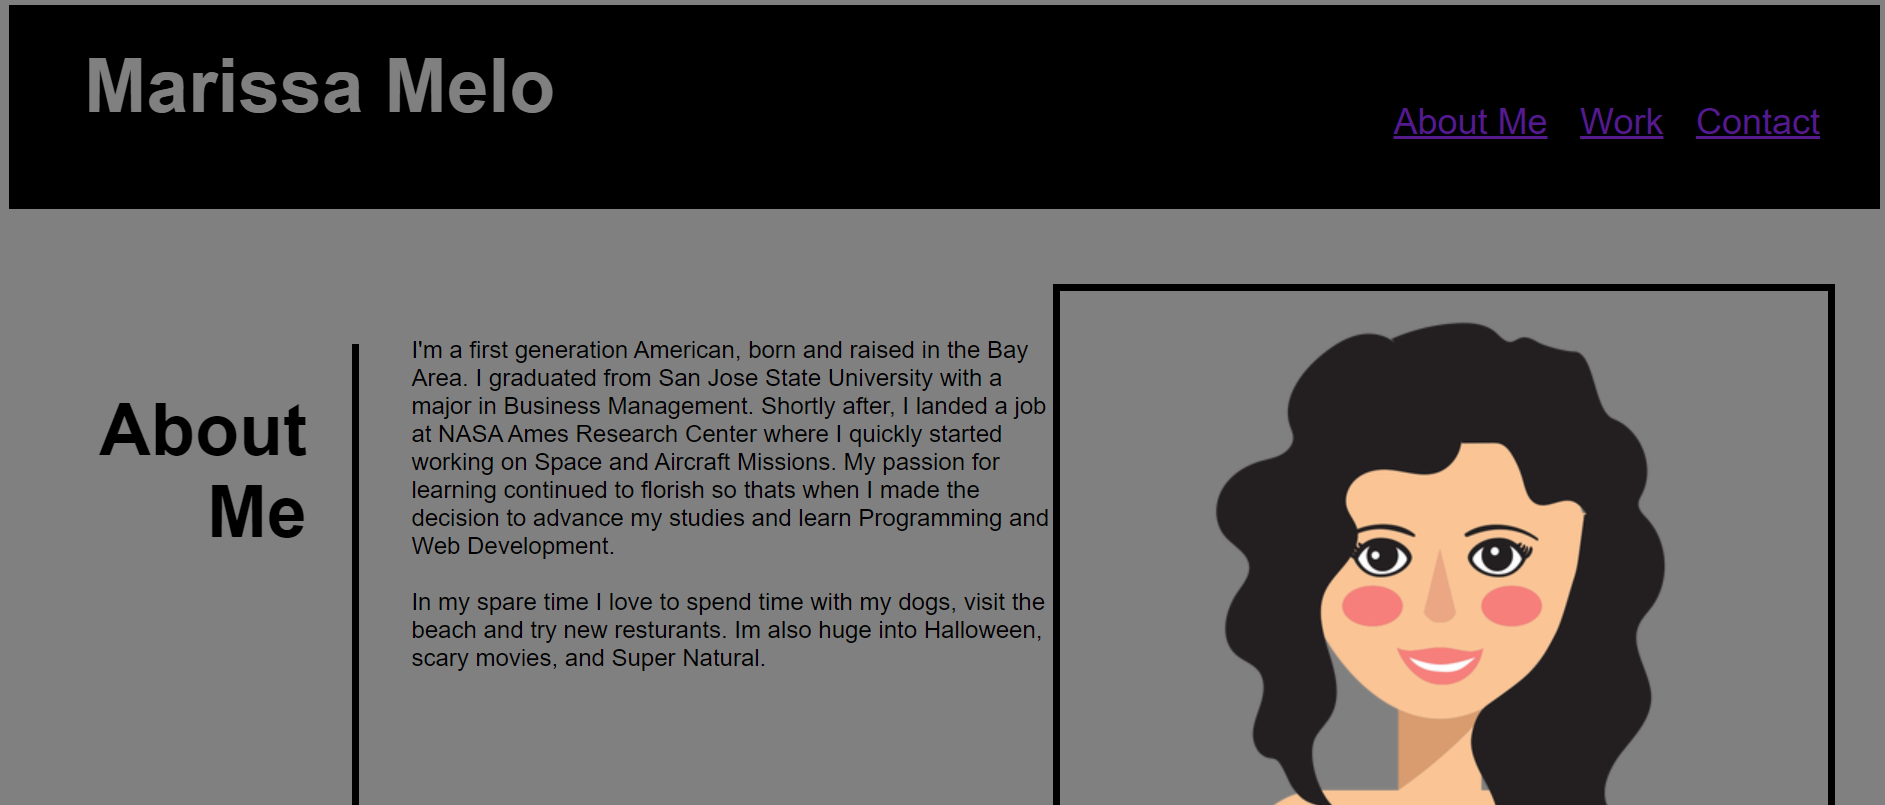 Marissa Melo
About Me Work Contact
About
Me
I'm a first generation American, born and raised in the Bay
Area. I graduated from San Jose State University with a
major in Business Management. Shortly after, I landed a job
at NASA Ames Research Center where I quickly started
working on Space and Aircraft Missions. My passion for
learning continued to florish so thats when I made the
decision to advance my studies and learn Programming and
Web Development.
In my spare time I love to spend time with my dogs, visit the
beach and try new resturants. Im also huge into Halloween,
scary movies, and Super Natural.